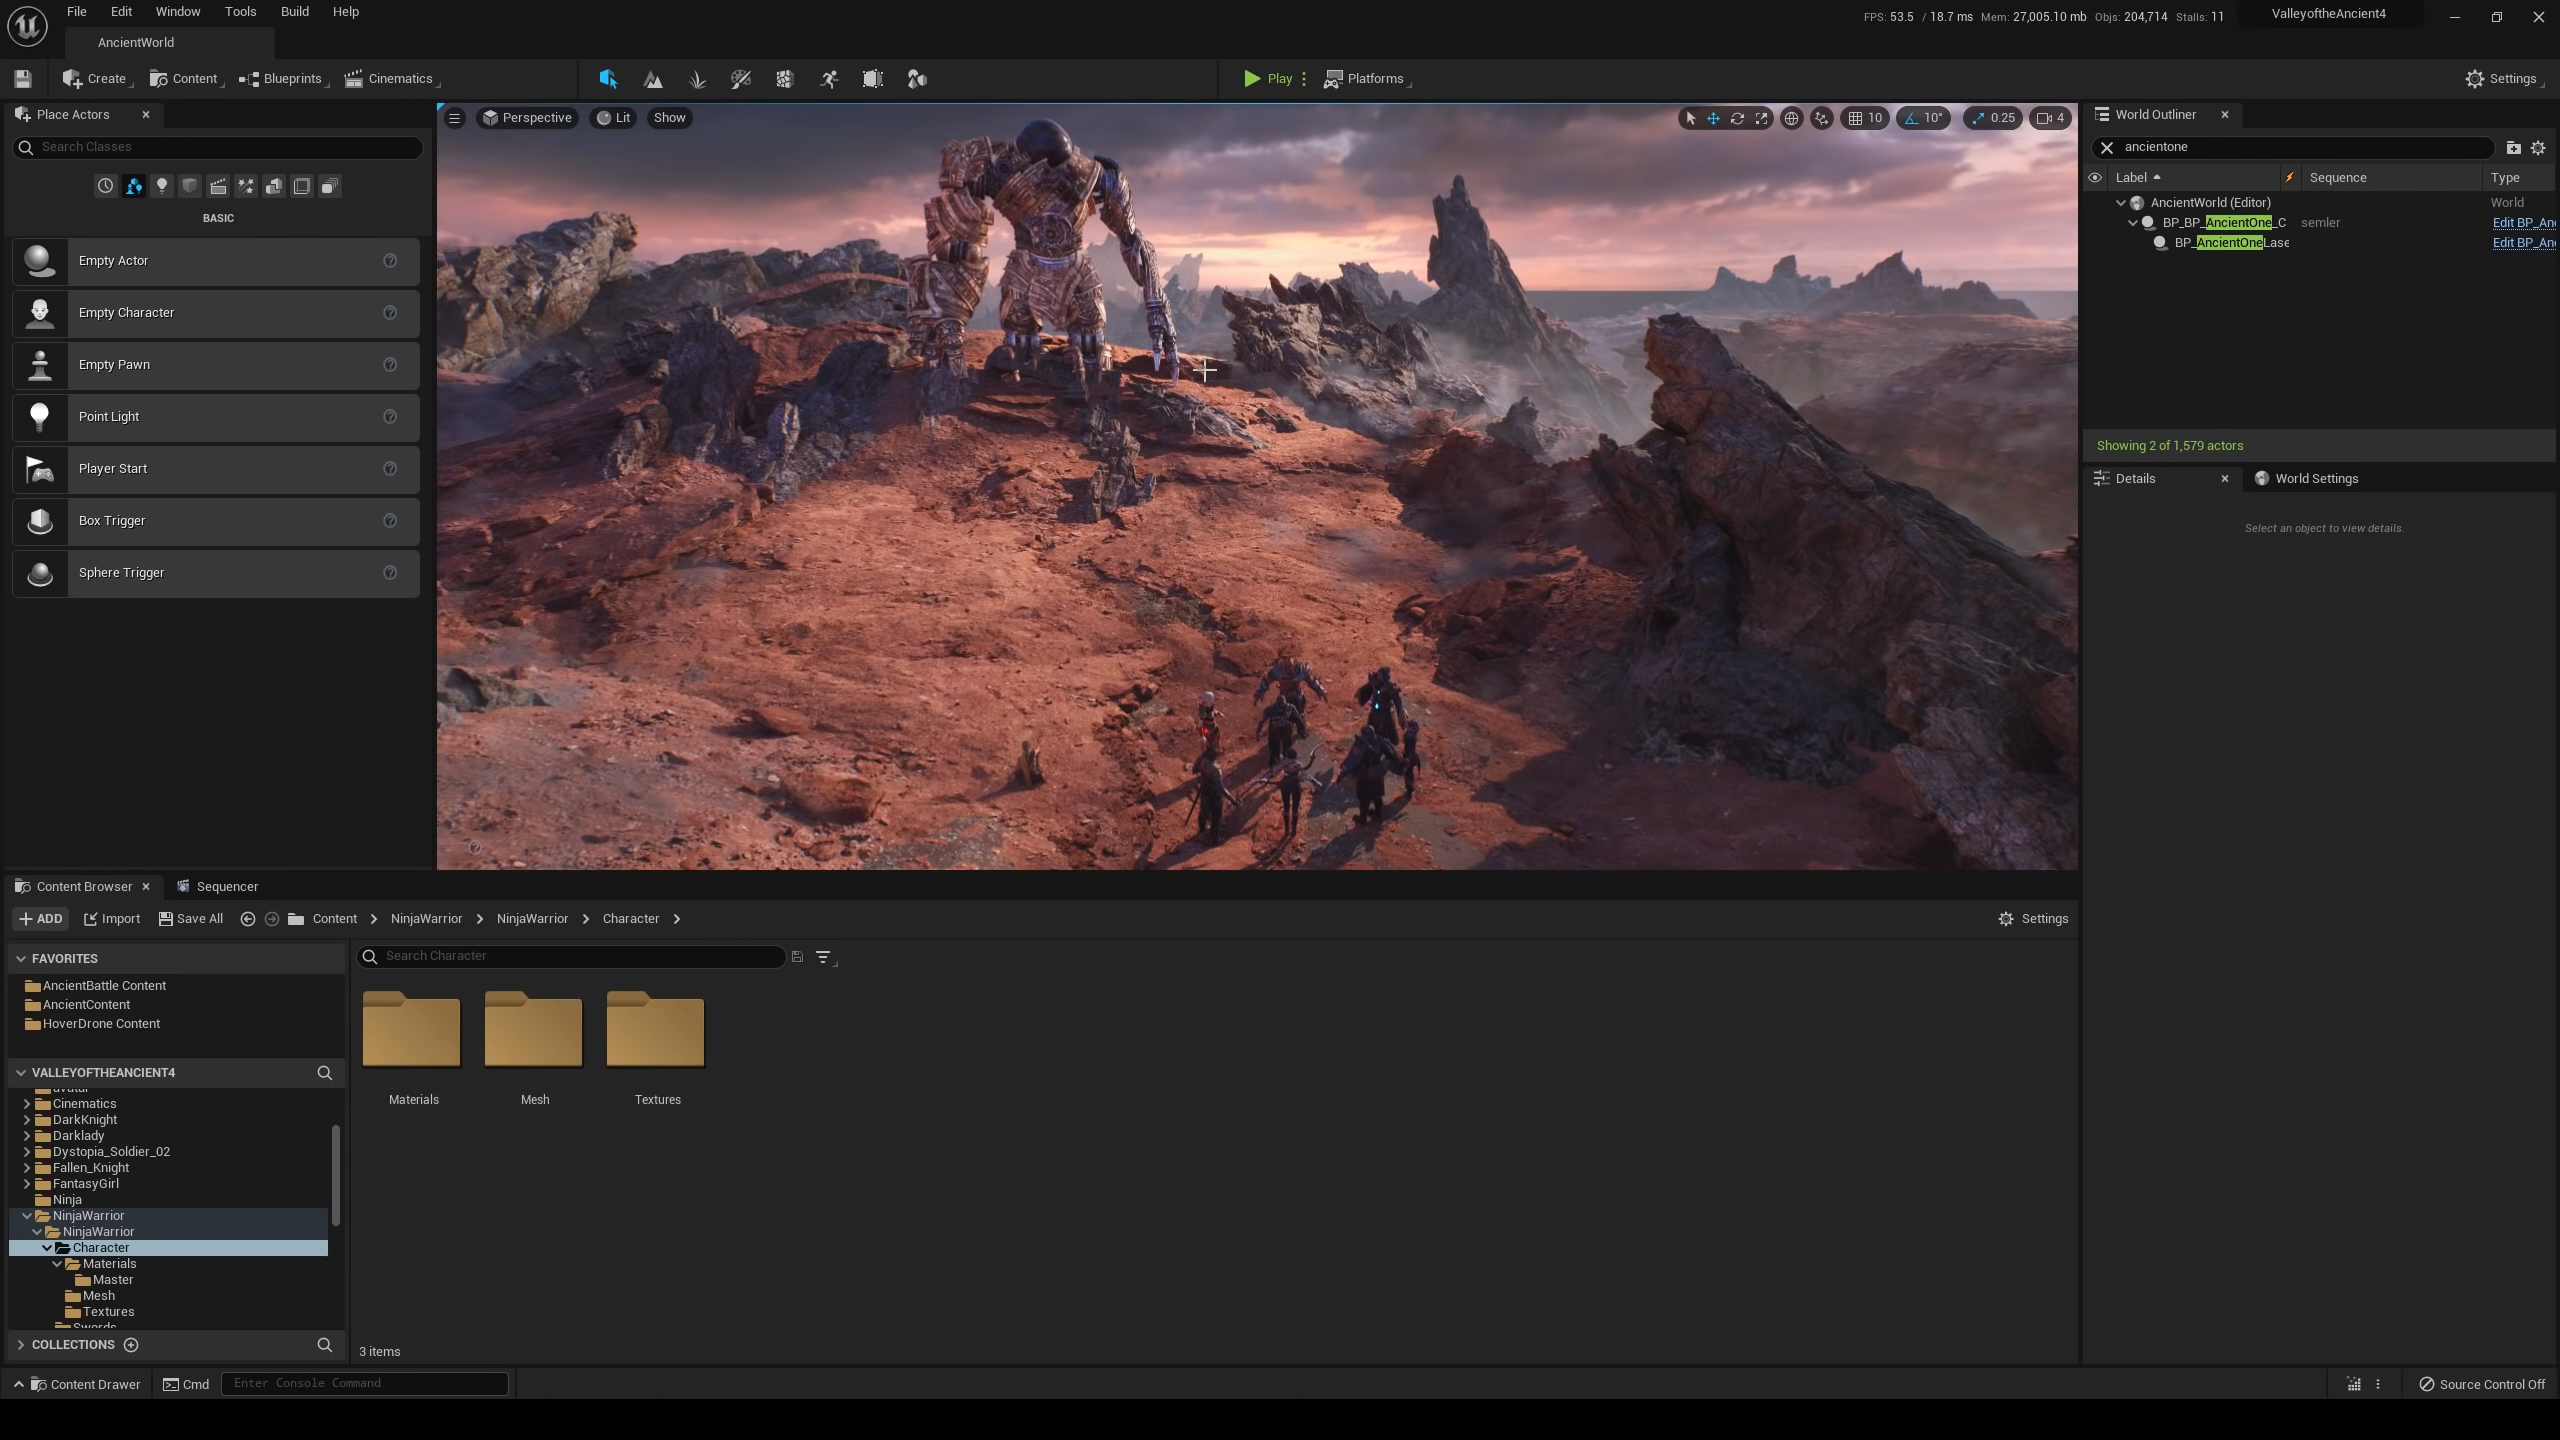 File Edit Window Tools Build Help
FPS: 53.5 / 18.7 ms Mem: 27,005.10 mb Objs: 204,714 Stalls: 11
ValleyoftheAncient4
AncientWorld
Create Content Blueprints Cinematics
Play Platforms
Settings
Place Actors
Search Classes
BASIC
Empty Actor
Empty Character
Empty Pawn
Point Light
Player Start
Box Trigger
Sphere Trigger
Perspective Lit Show
10 10° 0.25 4
World Outliner
ancientone
Label Sequence Type
AncientWorld (Editor) World
BP_BP_AncientOne_C semler Edit BP_An
BP_AncientOneLase Edit BP_An
Showing 2 of 1,579 actors
Details World Settings
Select an object to view details.
Content Browser Sequencer
ADD Import Save All Content NinjaWarrior NinjaWarrior Character
Settings
FAVORITES
AncientBattle Content
AncientContent
HoverDrone Content
VALLEYOFTHEANCIENT4
Cinematics
DarkKnight
Darklady
Dystopia_Soldier_02
Fallen_Knight
FantasyGirl
Ninja
NinjaWarrior
NinjaWarrior
Character
Materials
Master
Mesh
Textures
Swords
COLLECTIONS
Search Character
Materials Mesh Textures
3 items
Content Drawer Cmd Enter Console Command
Source Control Off